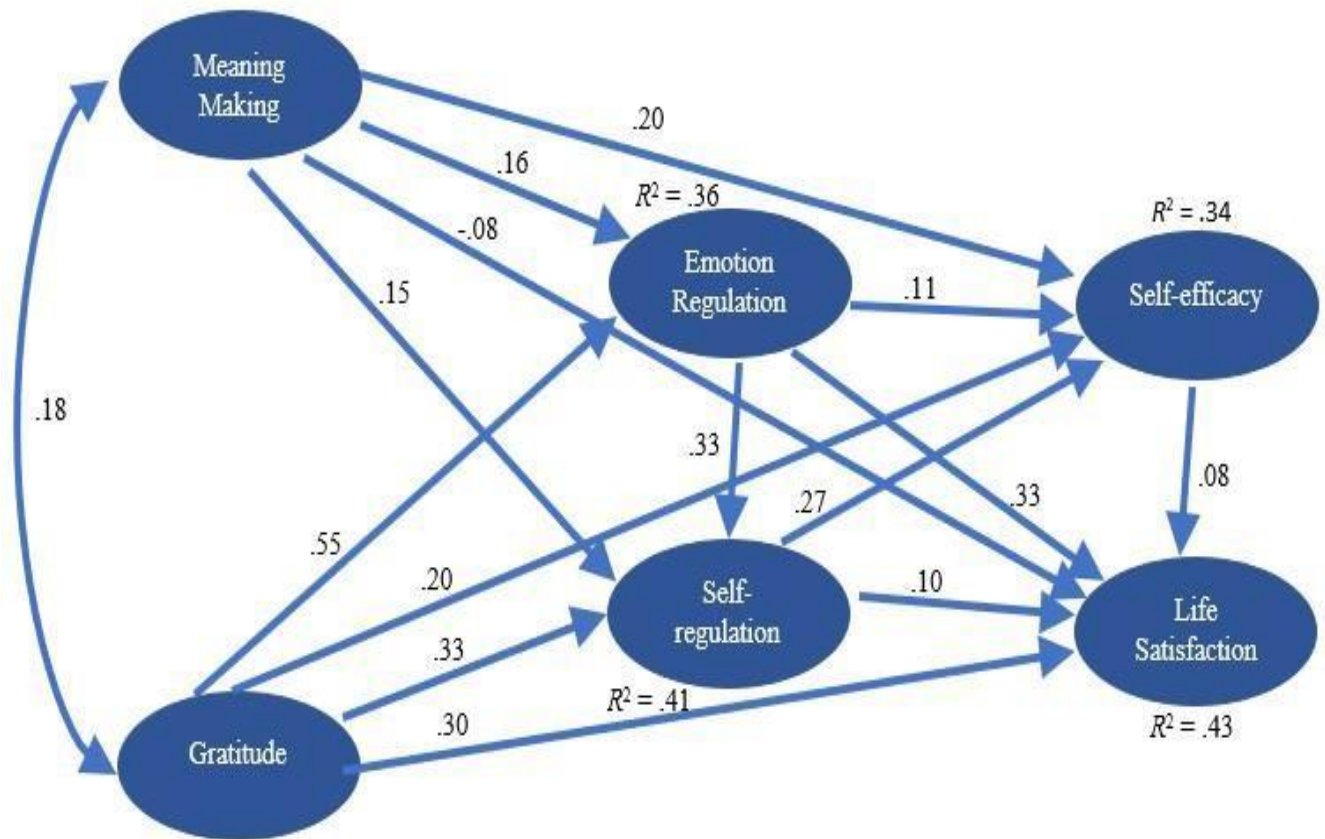 Meaning
Making
.20
.16
R² = .36
R² = .34
-.08
Emotion
Regulation
.11
Self-efficacy
.15
.18
.33
.27
.33
.08
.55
.20
Self-
regulation
.10
Life
Satisfaction
.33
R² = .41
.30
R² = .43
Gratitude